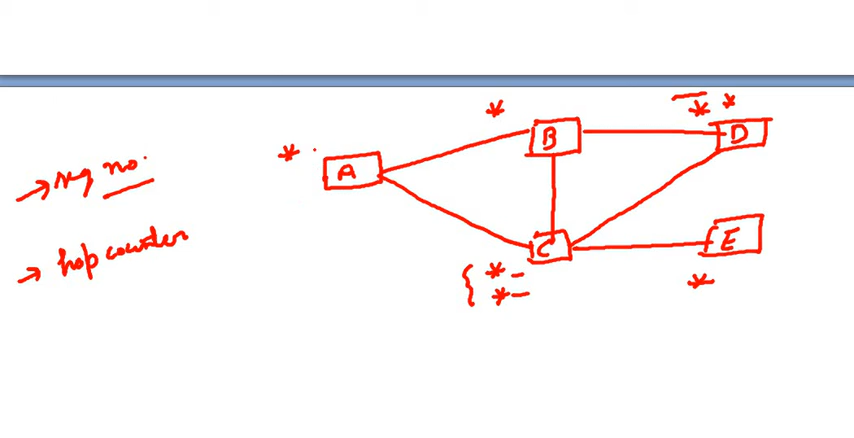 → seq no.
→ hop counter
A
B
C
D
E